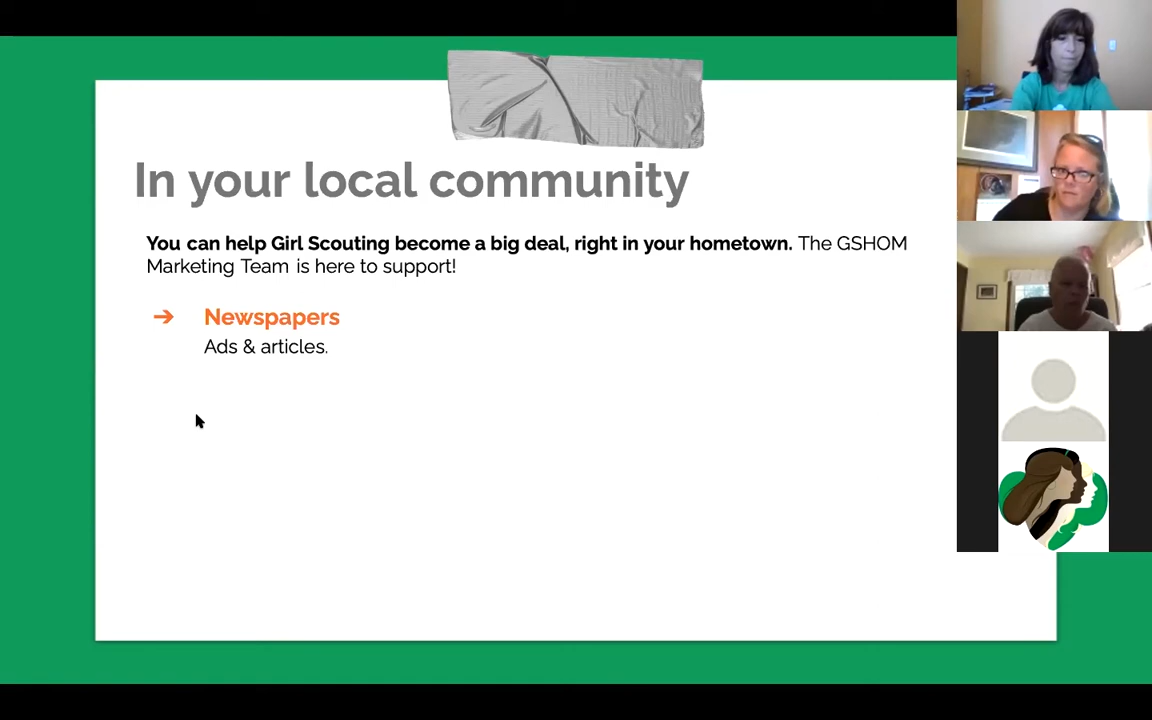 In your local community
You can help Girl Scouting become a big deal, right in your hometown. The GSHOM
Marketing Team is here to support!
➔ Newspapers
Ads & articles.